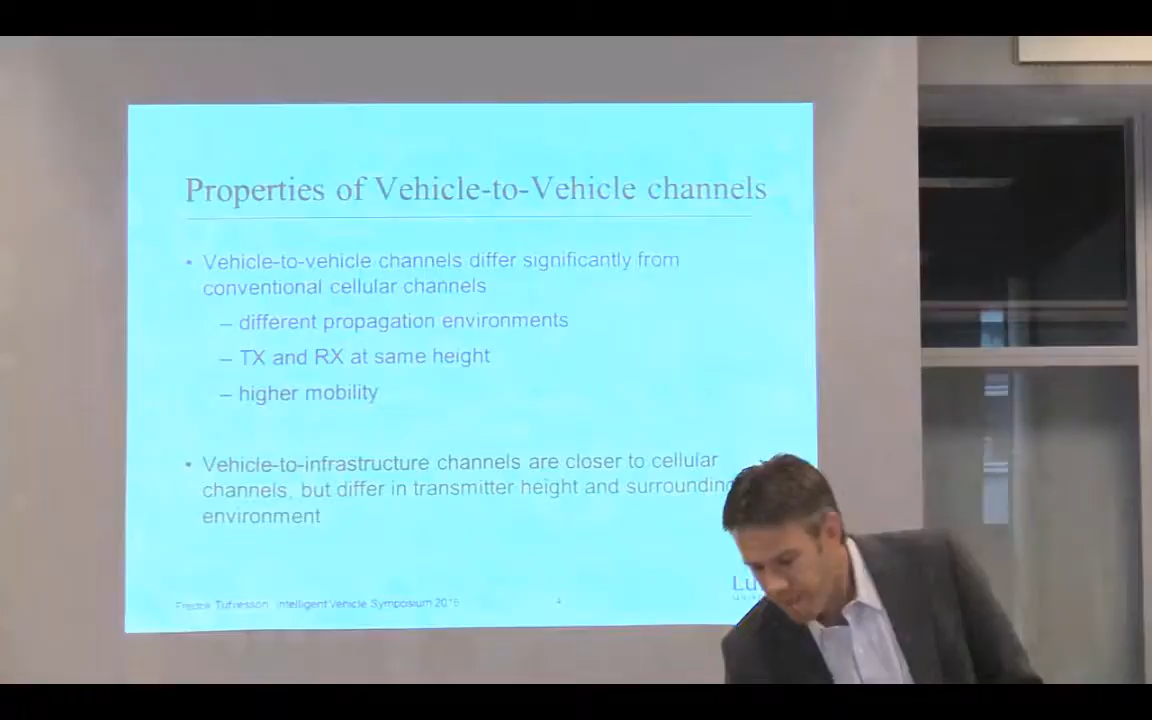 Properties of Vehicle-to-Vehicle channels
• Vehicle-to-vehicle channels differ significantly from
conventional cellular channels
– different propagation environments
– TX and RX at same height
– higher mobility
• Vehicle-to-infrastructure channels are closer to cellular
channels, but differ in transmitter height and surrounding
environment
Fredrik Tufvesson Intelligent Vehicle Symposium 2016
4